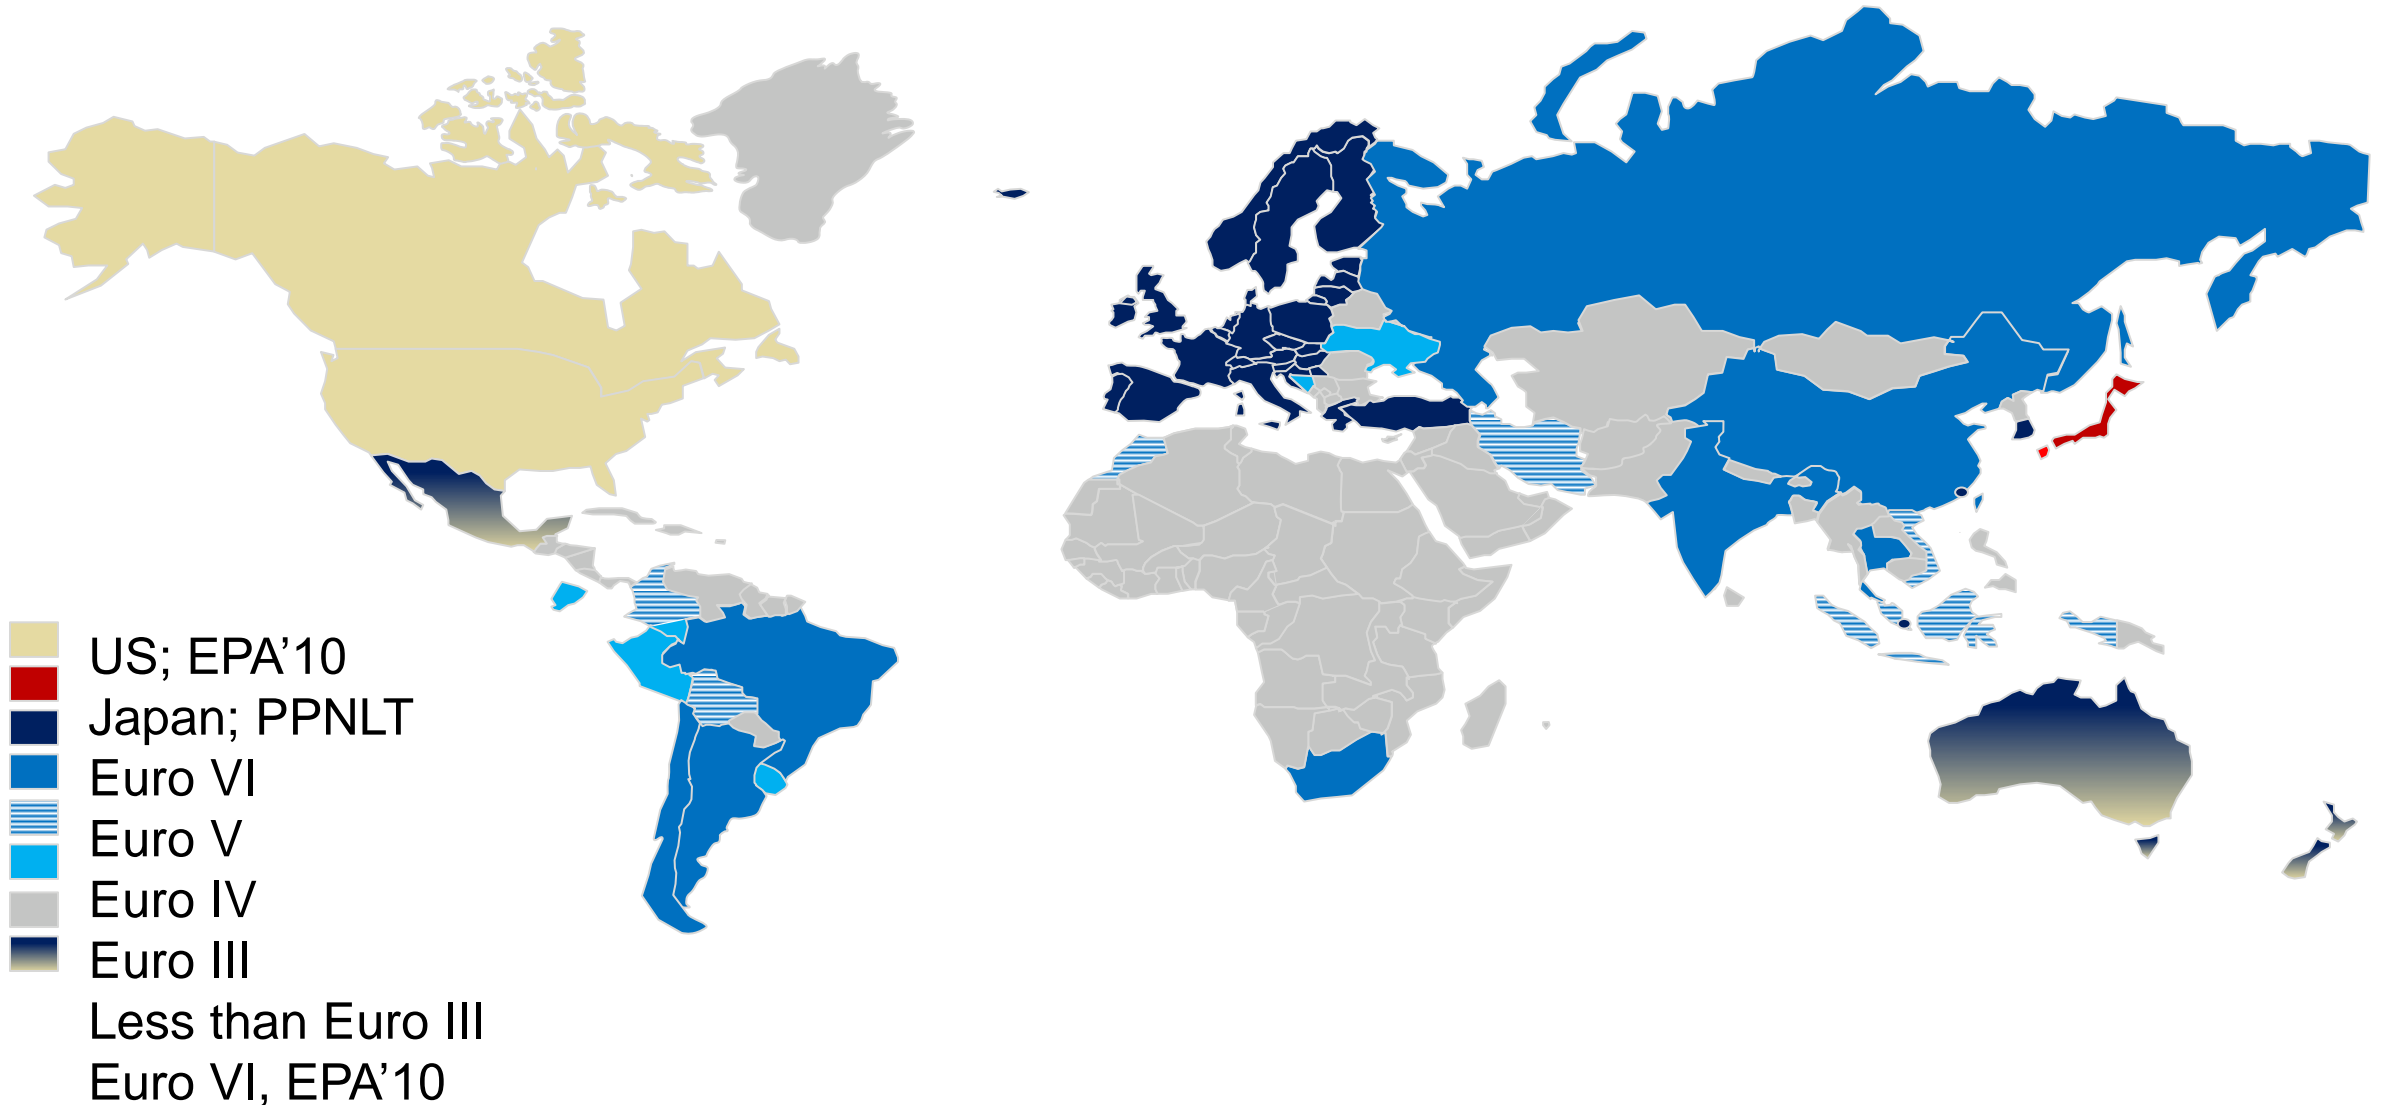 US; EPA’10
Japan; PPNLT
Euro VI
Euro V
Euro IV
Euro III
Less than Euro III
Euro VI, EPA’10